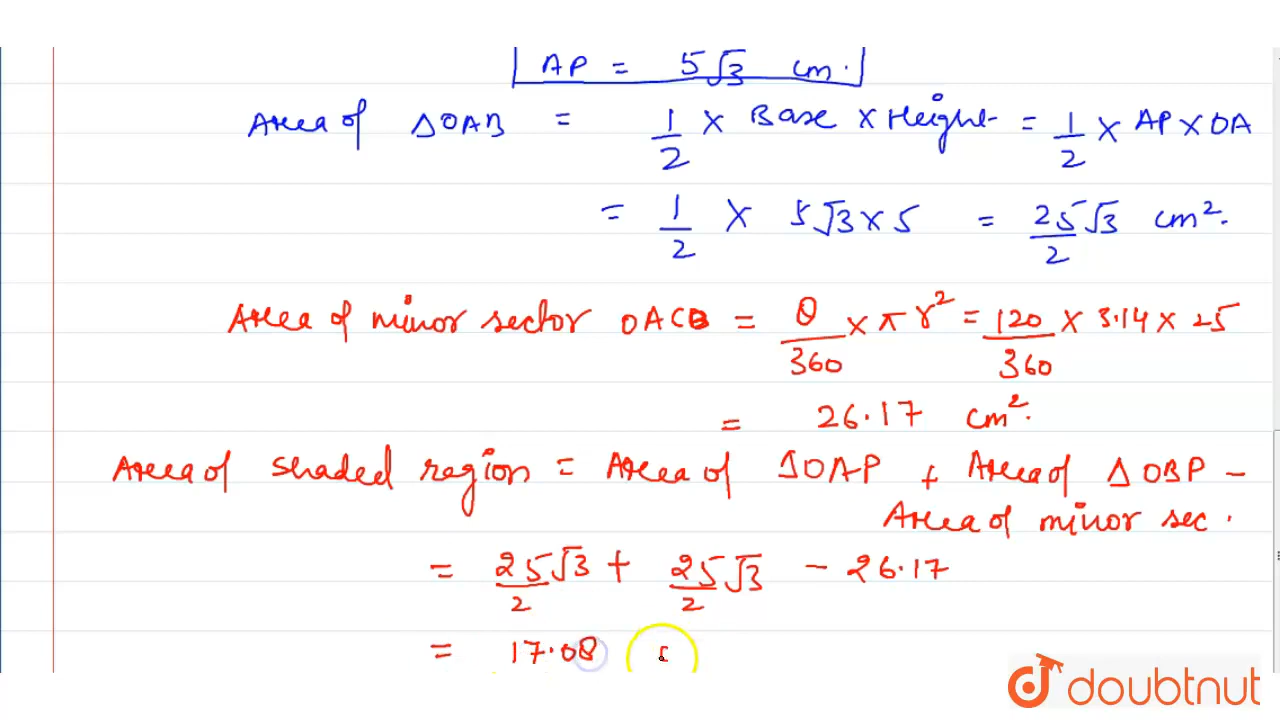 AP = 5√3 cm.
Area of ΔOAB = 1/2 × Base × Height = 1/2 × AP × OA
= 1/2 × 5√3 × 5 = 25/2 √3 cm².
Area of minor sector OACB = θ/360 × π r² = 120/360 × 3.14 × 25
= 26.17 cm².
Area of shaded region = Area of ΔOAP + Area of ΔOBP -
Area of minor sec.
= 25√3/2 + 25√3/2 - 26.17
= 17.08
doubtnut